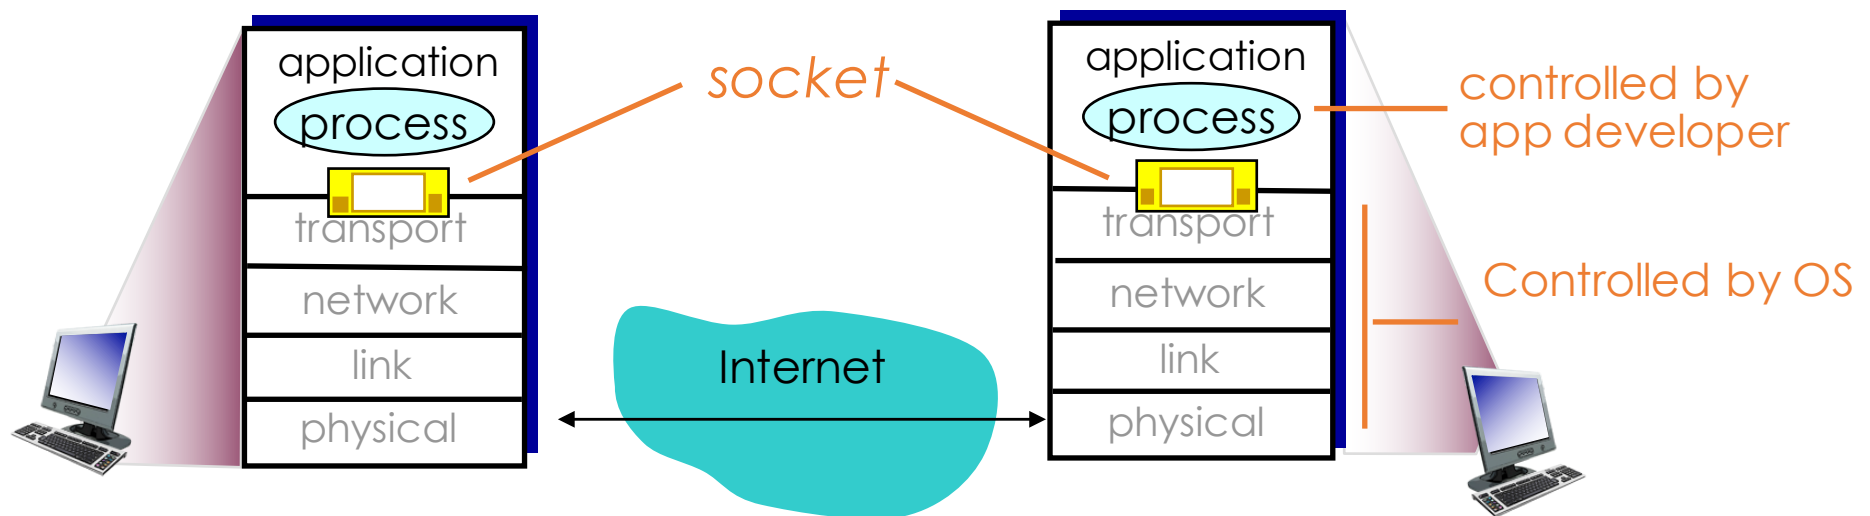 application
process
transport
network
link
physical
socket
Internet
application
process
transport
network
link
physical
controlled by
app developer
Controlled by OS